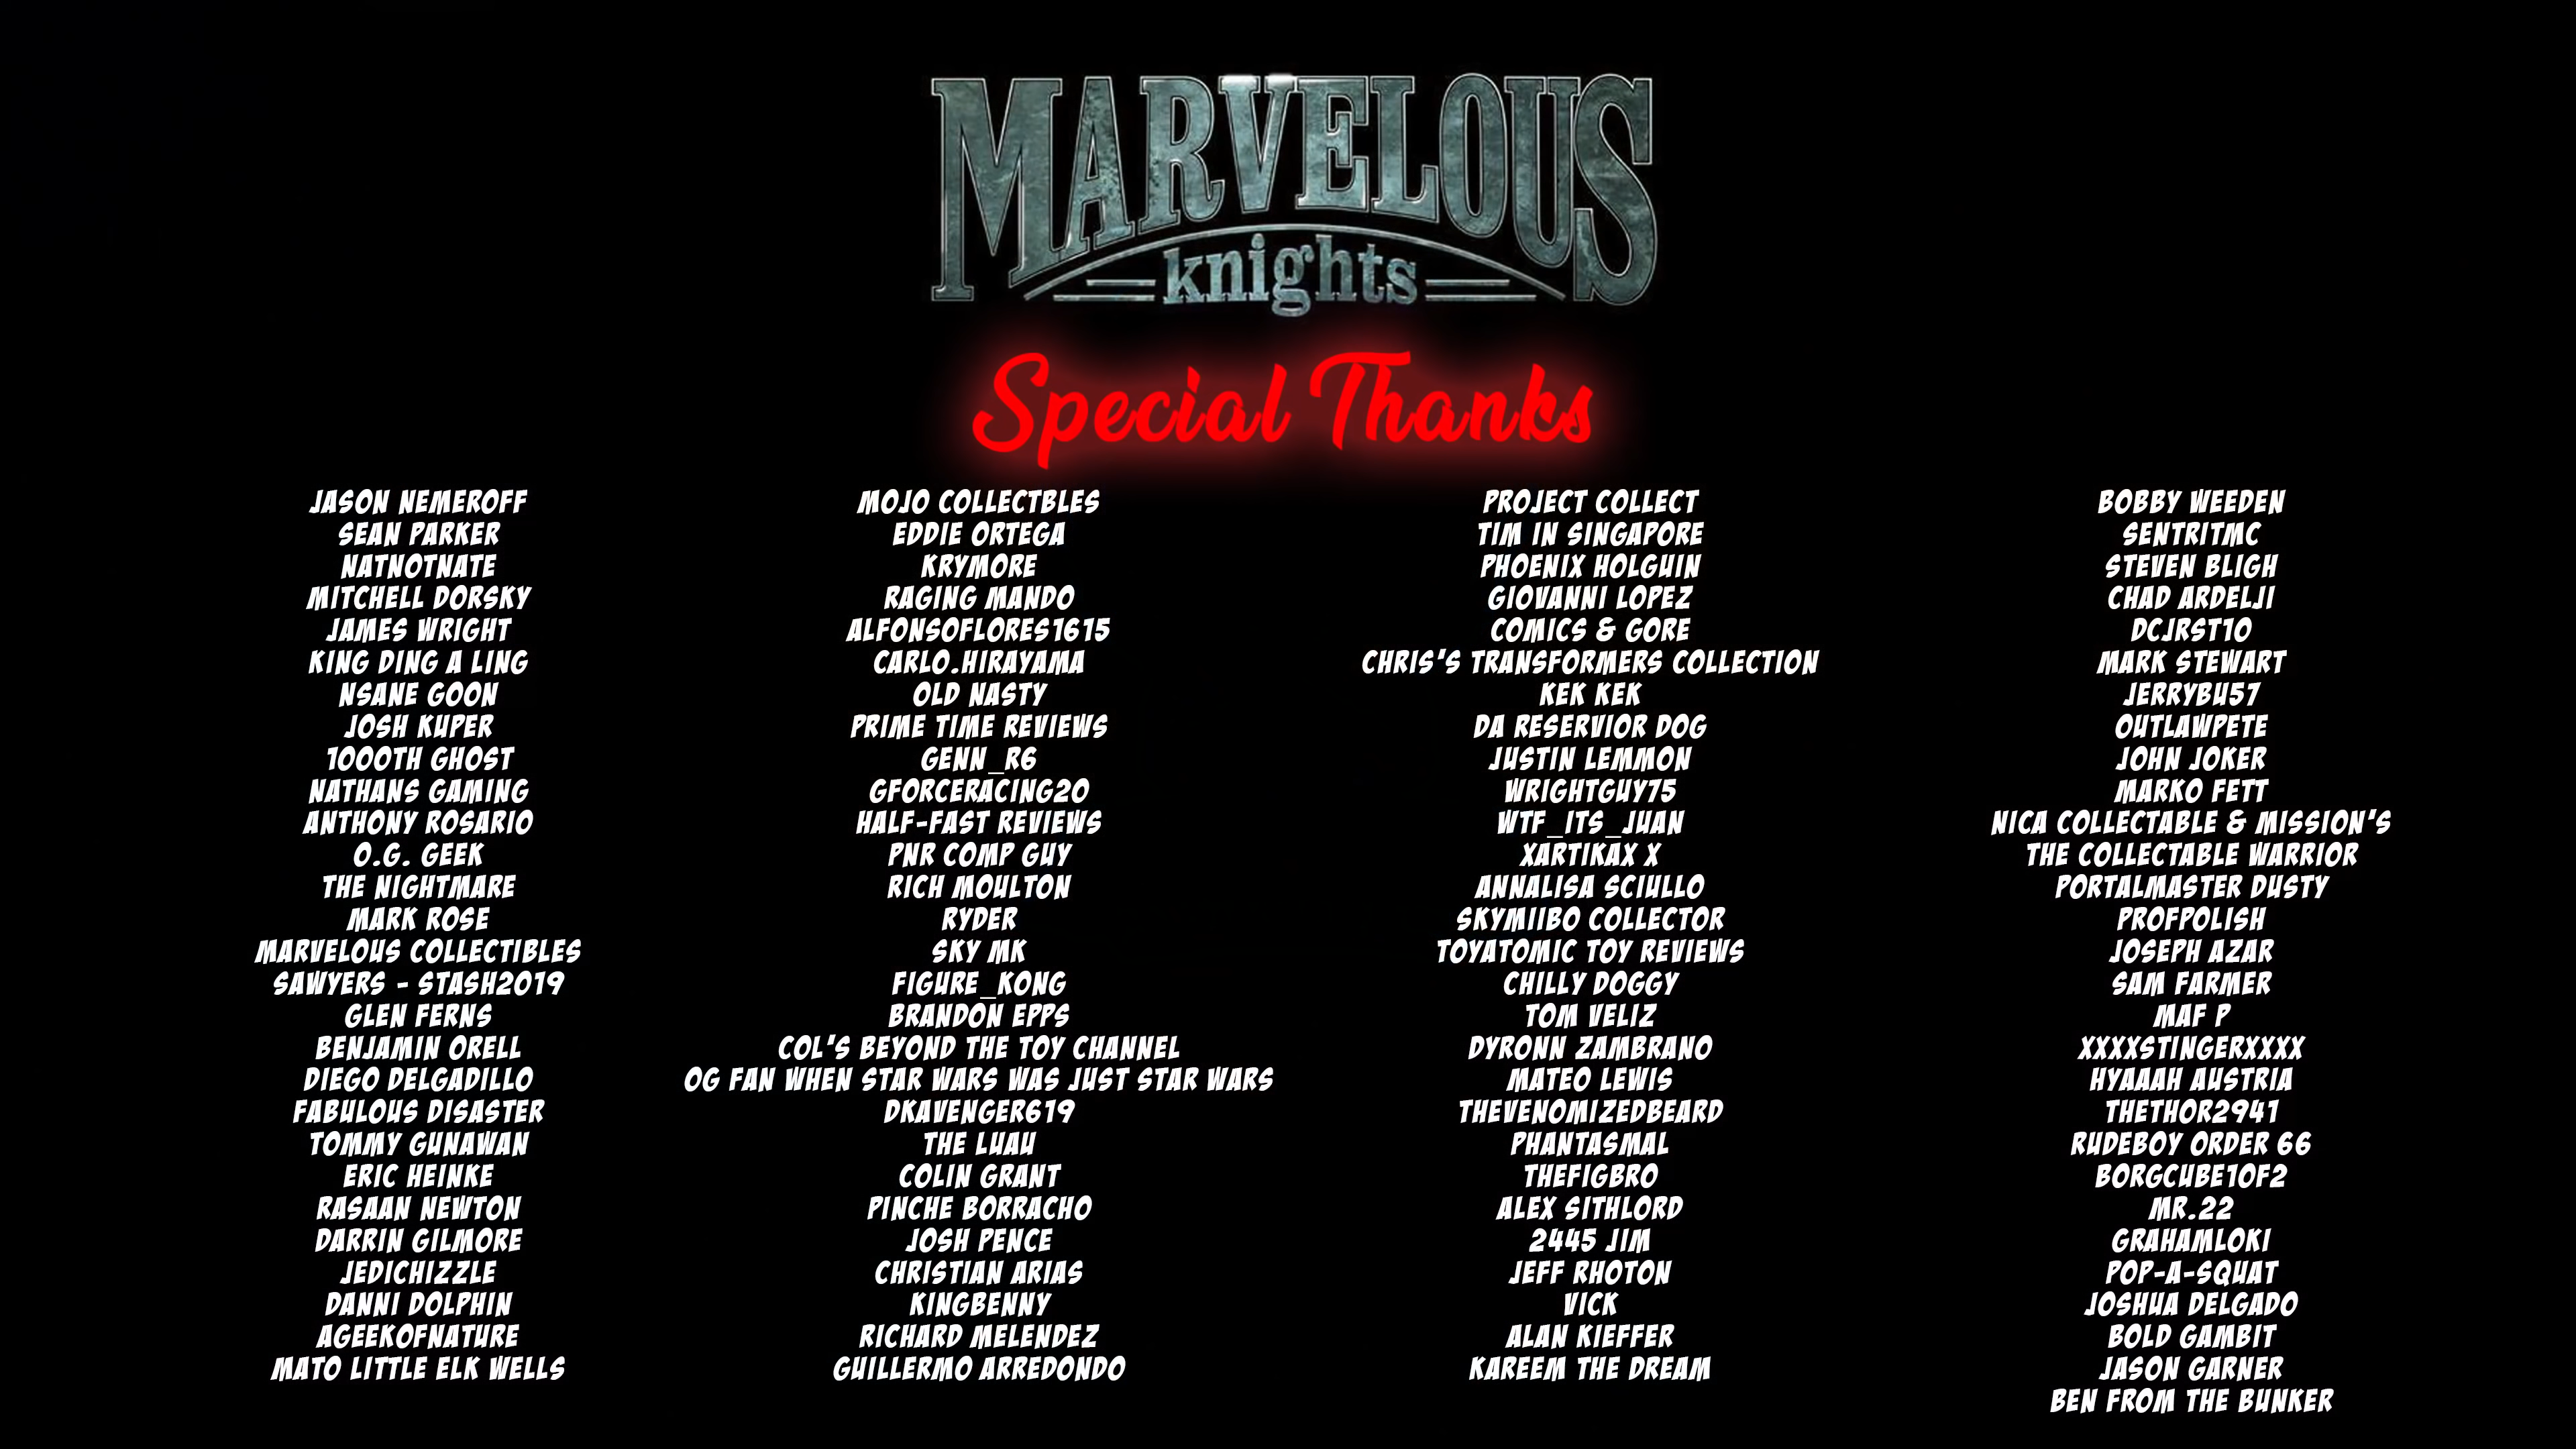 MARVELOUS
knights
Special Thanks
JASON NEMEROFF
SEAN PARKER
NATNOTNATE
MITCHELL DORSKY
JAMES WRIGHT
KING DING A LING
NSANE GOON
JOSH KUPER
1000TH GHOST
NATHANS GAMING
ANTHONY ROSARIO
O.G. GEEK
THE NIGHTMARE
MARK ROSE
MARVELOUS COLLECTIBLES
SAWYERS - STASH2019
GLEN FERNS
BENJAMIN ORELL
DIEGO DELGADILLO
FABULOUS DISASTER
TOMMY GUNAWAN
ERIC HEINKE
RASAAN NEWTON
DARRIN GILMORE
JEDICHIZZLE
DANNI DOLPHIN
AGEEKOFNATURE
MATO LITTLE ELK WELLS
MOJO COLLECTBLES
EDDIE ORTEGA
KRYMORE
RAGING MANDO
ALFONSOFLORES1615
CARLO.HIRAYAMA
OLD NASTY
PRIME TIME REVIEWS
GENN_R6
GFORCERACING20
HALF-FAST REVIEWS
PNR COMP GUY
RICH MOULTON
RYDER
SKY MK
FIGURE_KONG
BRANDON EPPS
COL'S BEYOND THE TOY CHANNEL
OG FAN WHEN STAR WARS WAS JUST STAR WARS
DKAVENGER619
THE LUAU
COLIN GRANT
PINCHE BORRACHO
JOSH PENCE
CHRISTIAN ARIAS
KINGBENNY
RICHARD MELENDEZ
GUILLERMO ARREDONDO
PROJECT COLLECT
TIM IN SINGAPORE
PHOENIX HOLGUIN
GIOVANNI LOPEZ
COMICS & GORE
CHRIS'S TRANSFORMERS COLLECTION
KEK KEK
DA RESERVIOR DOG
JUSTIN LEMMON
WRIGHTGUY75
WTF_ITS_JUAN
XARTIKAX X
ANNALISA SCIULLO
SKYMIIBO COLLECTOR
TOYATOMIC TOY REVIEWS
CHILLY DOGGY
TOM VELIZ
DYRONN ZAMBRANO
MATEO LEWIS
THEVENOMIZEDBEARD
PHANTASMAL
THEFIGBRO
ALEX SITHLORD
2445 JIM
JEFF RHOTON
VICK
ALAN KIEFFER
KAREEM THE DREAM
BOBBY WEEDEN
SENTRITMC
STEVEN BLIGH
CHAD ARDELJI
DCJRST10
MARK STEWART
JERRYBU57
OUTLAWPETE
JOHN JOKER
MARKO FETT
NICA COLLECTABLE & MISSION'S
THE COLLECTABLE WARRIOR
PORTALMASTER DUSTY
PROFPOLISH
JOSEPH AZAR
SAM FARMER
MAF P
XXXXSTINGERXXXX
HYAAAH AUSTRIA
THETHOR2941
RUDEBOY ORDER 66
BORGCUBE1OF2
MR.22
GRAHAMLOKI
POP-A-SQUAT
JOSHUA DELGADO
BOLD GAMBIT
JASON GARNER
BEN FROM THE BUNKER